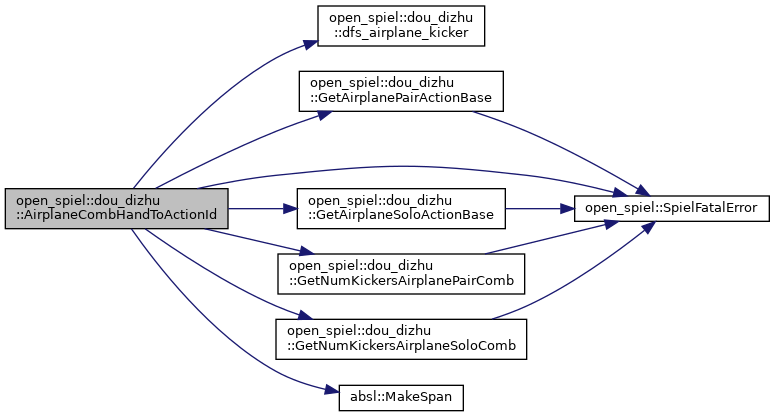 open_spiel::dou_dizhu
::dfs_airplane_kicker
open_spiel::dou_dizhu
::GetAirplanePairActionBase
open_spiel::dou_dizhu
::AirplaneCombHandToActionId
open_spiel::dou_dizhu
::GetAirplaneSoloActionBase
open_spiel::SpielFatalError
open_spiel::dou_dizhu
::GetNumKickersAirplanePairComb
open_spiel::dou_dizhu
::GetNumKickersAirplaneSoloComb
absl::MakeSpan